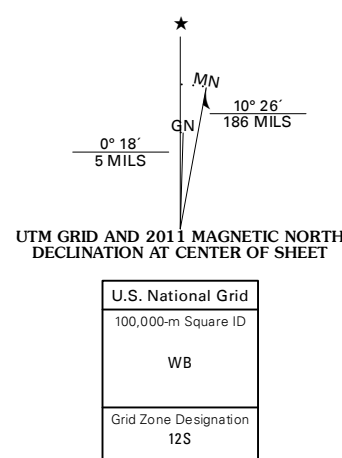 ★
MN
GN
10° 26´
186 MILS
0° 18´
5 MILS
UTM GRID AND 2011 MAGNETIC NORTH
DECLINATION AT CENTER OF SHEET
U.S. National Grid
100,000-m Square ID
WB
Grid Zone Designation
12S